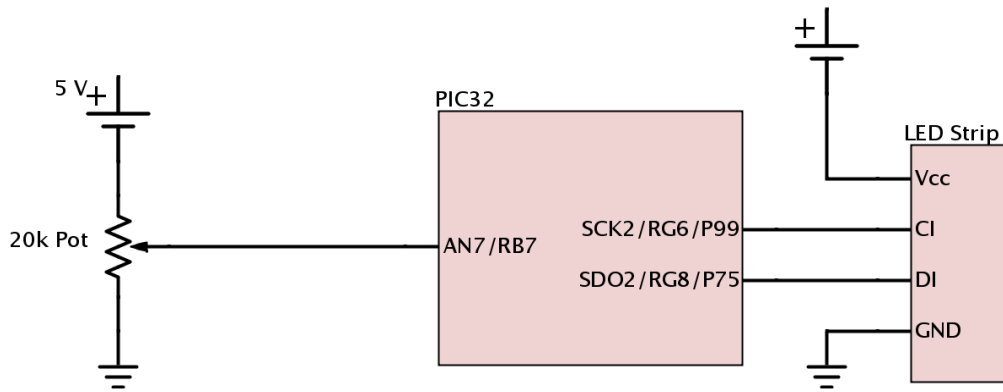 +
5 V
+
PIC32
LED Strip
Vcc
20k Pot
AN7/RB7
SCK2/RG6/P99
CI
SDO2/RG8/P75
DI
GND